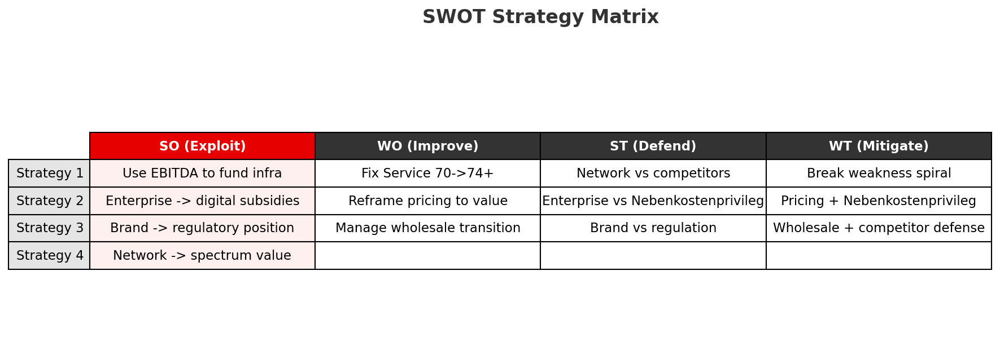 SWOT Strategy Matrix
SO (Exploit) WO (Improve) ST (Defend) WT (Mitigate)
Strategy 1 Use EBITDA to fund infra Fix Service 70->74+ Network vs competitors Break weakness spiral
Strategy 2 Enterprise -> digital subsidies Reframe pricing to value Enterprise vs Nebenkostenprivileg Pricing + Nebenkostenprivileg
Strategy 3 Brand -> regulatory position Manage wholesale transition Brand vs regulation Wholesale + competitor defense
Strategy 4 Network -> spectrum value